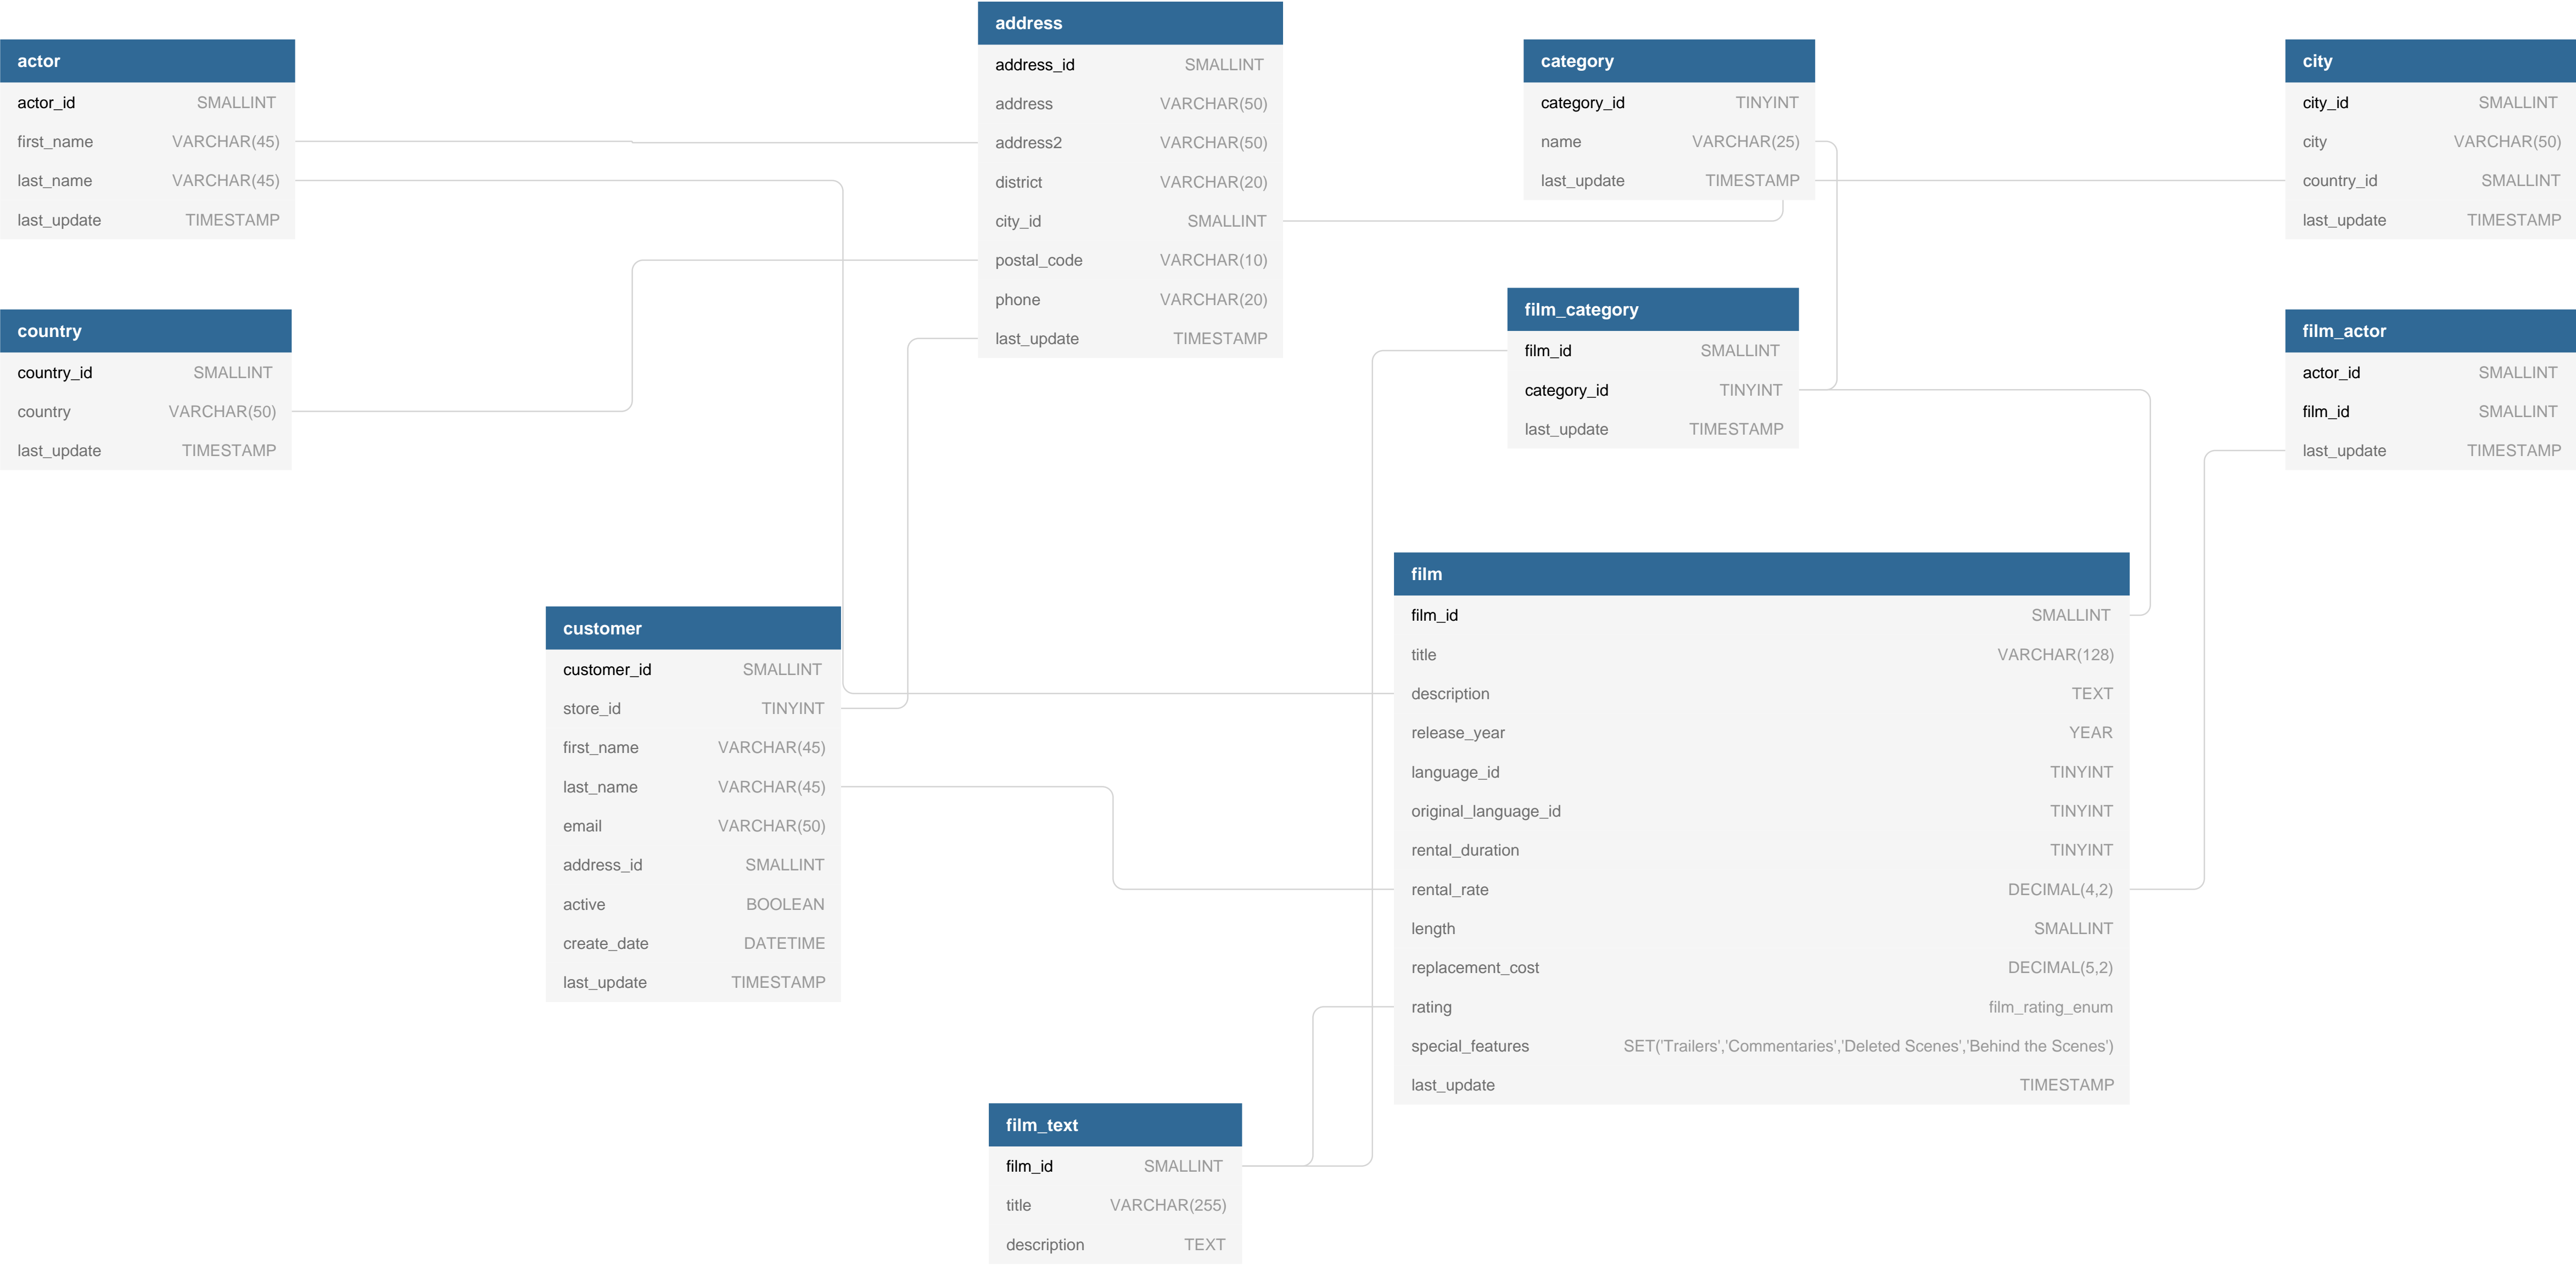 actor
actor_id SMALLINT
first_name VARCHAR(45)
last_name VARCHAR(45)
last_update TIMESTAMP
address
address_id SMALLINT
address VARCHAR(50)
address2 VARCHAR(50)
district VARCHAR(20)
city_id SMALLINT
postal_code VARCHAR(10)
phone VARCHAR(20)
last_update TIMESTAMP
category
category_id TINYINT
name VARCHAR(25)
last_update TIMESTAMP
city
city_id SMALLINT
city VARCHAR(50)
country_id SMALLINT
last_update TIMESTAMP
country
country_id SMALLINT
country VARCHAR(50)
last_update TIMESTAMP
film_category
film_id SMALLINT
category_id TINYINT
last_update TIMESTAMP
film_actor
actor_id SMALLINT
film_id SMALLINT
last_update TIMESTAMP
customer
customer_id SMALLINT
store_id TINYINT
first_name VARCHAR(45)
last_name VARCHAR(45)
email VARCHAR(50)
address_id SMALLINT
active BOOLEAN
create_date DATETIME
last_update TIMESTAMP
film
film_id SMALLINT
title VARCHAR(128)
description TEXT
release_year YEAR
language_id TINYINT
original_language_id TINYINT
rental_duration TINYINT
rental_rate DECIMAL(4,2)
length SMALLINT
replacement_cost DECIMAL(5,2)
rating film_rating_enum
special_features SET('Trailers','Commentaries','Deleted Scenes','Behind the Scenes')
last_update TIMESTAMP
film_text
film_id SMALLINT
title VARCHAR(255)
description TEXT